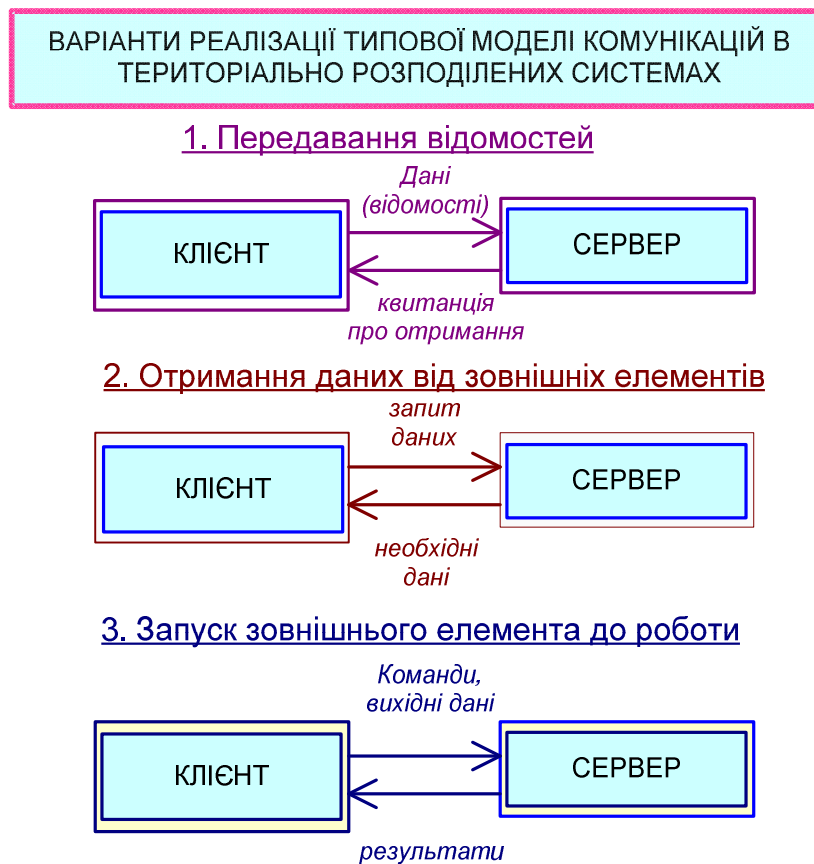 ВАРІАНТИ РЕАЛІЗАЦІЇ ТИПОВОЇ МОДЕЛІ КОМУНІКАЦІЙ В
ТЕРИТОРІАЛЬНО РОЗПОДІЛЕНИХ СИСТЕМАХ
1. Передавання відомостей
Дані
(відомості)
КЛІЄНТ
СЕРВЕР
квитанція
про отримання
2. Отримання даних від зовнішніх елементів
запит
даних
КЛІЄНТ
СЕРВЕР
необхідні
дані
3. Запуск зовнішнього елемента до роботи
Команди,
вихідні дані
КЛІЄНТ
СЕРВЕР
результати